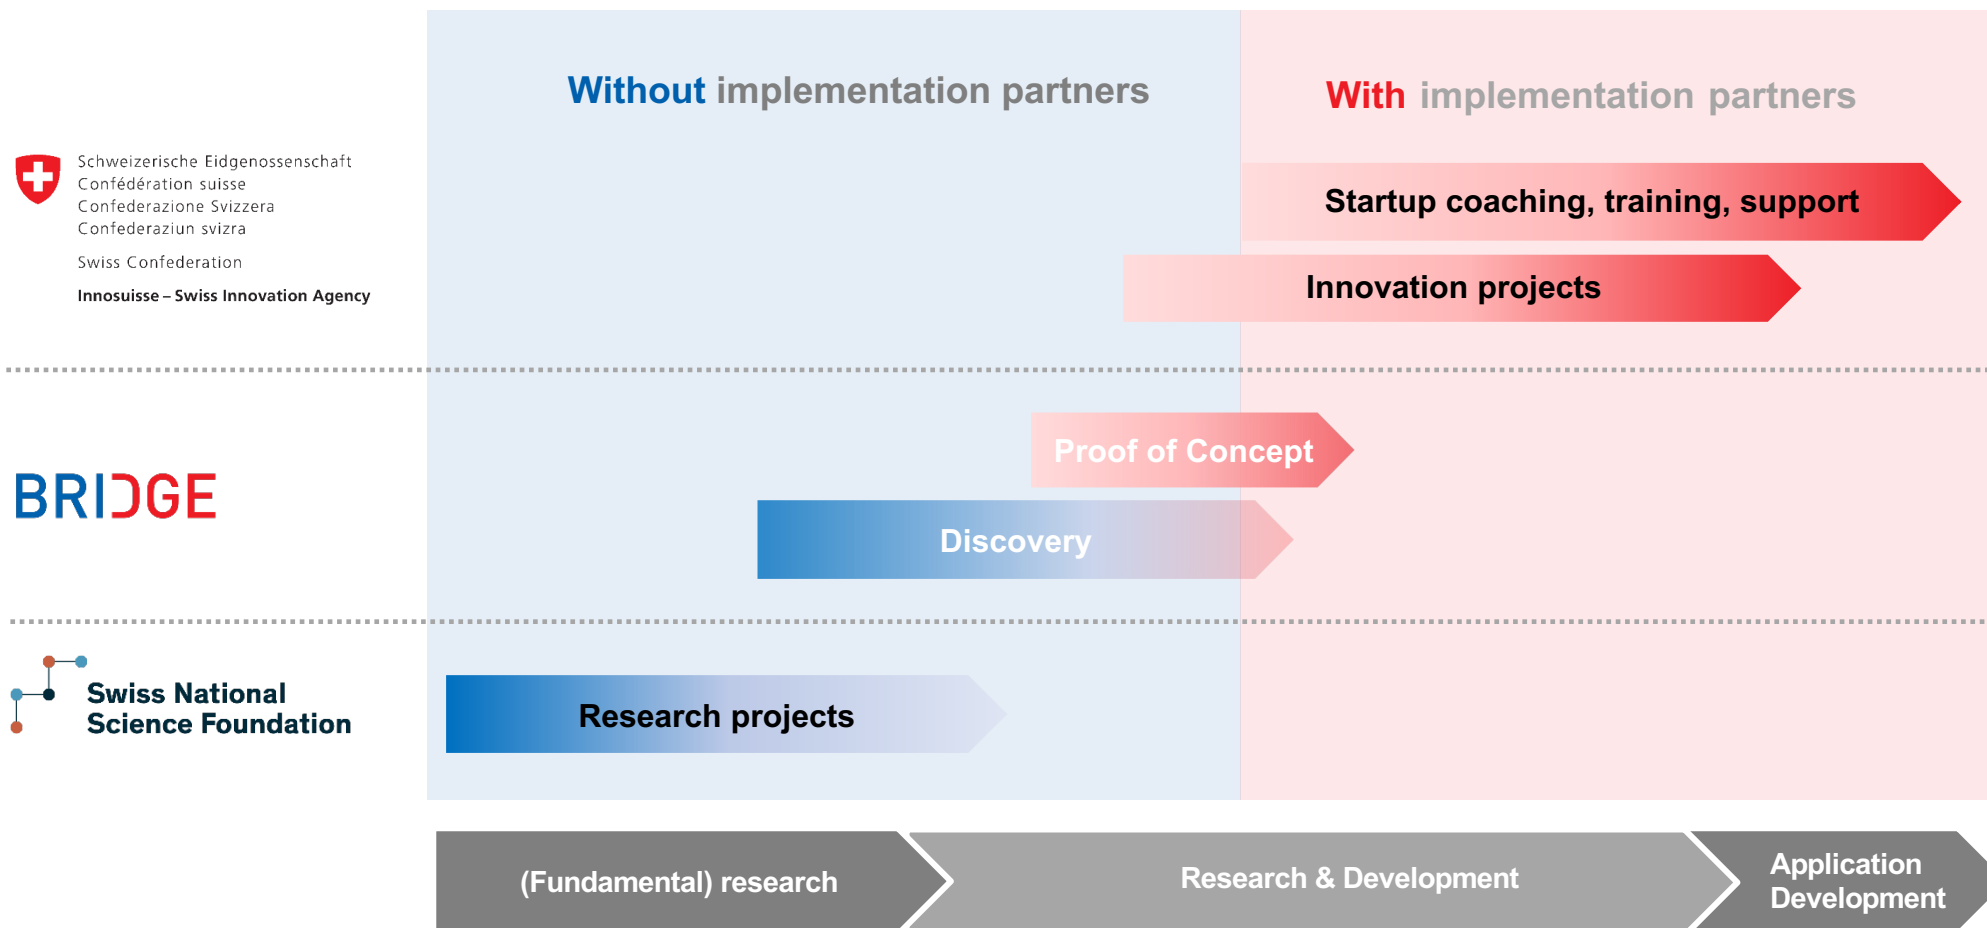 Without implementation partners
With implementation partners
Schweizerische Eidgenossenschaft
Confédération suisse
Confederazione Svizzera
Confederaziun svizra
Swiss Confederation
Innosuisse – Swiss Innovation Agency
Startup coaching, training, support
Innovation projects
BRIDGE
Proof of Concept
Discovery
Swiss National
Science Foundation
Research projects
(Fundamental) research
Research & Development
Application
Development